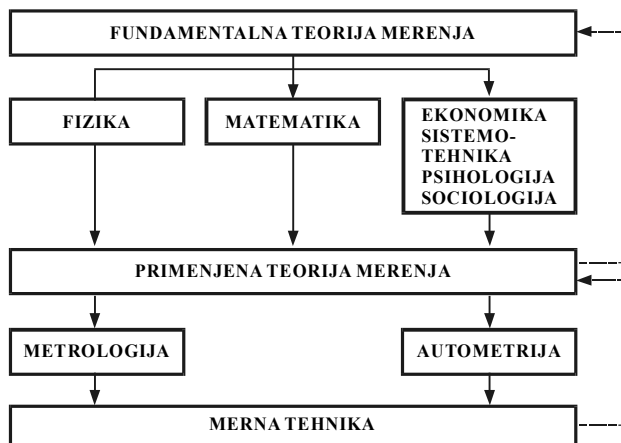 FUNDAMENTALNA TEORIJA MERENJA
FIZIKA
MATEMATIKA
EKONOMIKA
SISTEMO-
TEHNIKA
PSIHOLOGIJA
SOCIOLOGIJA
PRIMENJENA TEORIJA MERENJA
METROLOGIJA
AUTOMETRIJA
MERNA TEHNIKA